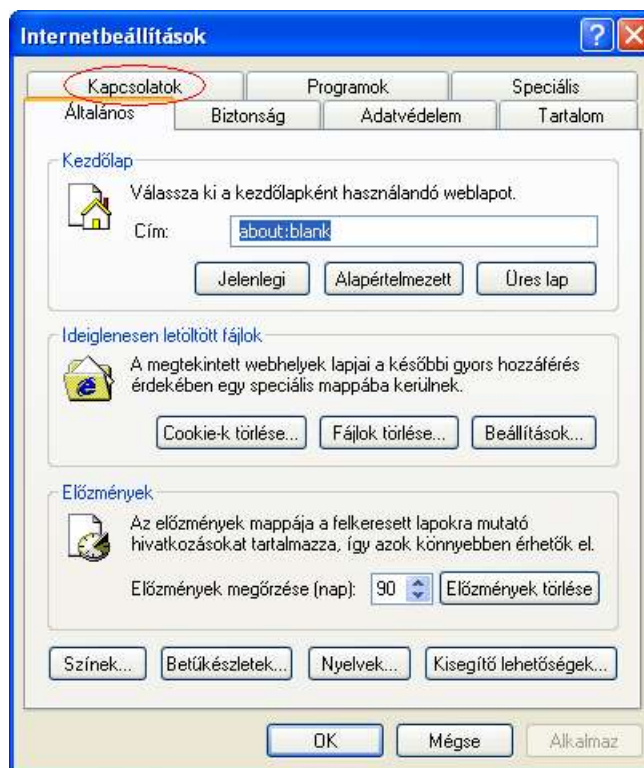 Internetbeállítások
Kapcsolatok Programok Speciális
Általános Biztonság Adatvédelem Tartalom
Kezdőlap
Válassza ki a kezdőlapként használandó weblapot.
Cím: about:blank
Jelenlegi Alapértelmezett Üres lap
Ideiglenesen letöltött fájlok
A megtekintett webhelyek lapjai a későbbi gyors hozzáférés
érdekében egy speciális mappába kerülnek.
Cookie-k törlése... Fájlok törlése... Beállítások...
Előzmények
Az előzmények mappája a felkeresett lapokra mutató
hivatkozásokat tartalmazza, így azok könnyebben érhetők el.
Előzmények megőrzése (nap): 90 Előzmények törlése
Színek... Betűkészletek... Nyelvek... Kisegítő lehetőségek...
OK Mégse Alkalmaz